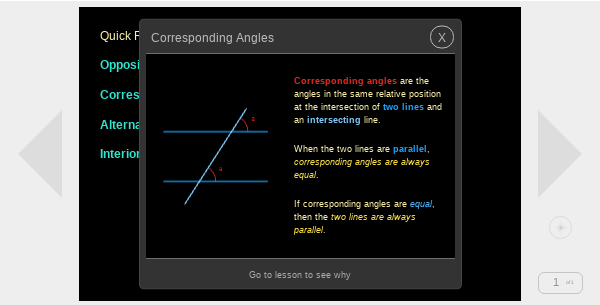 Quick
Corresponding Angles
X
Opposi
Corres
Alterna
Interior
Corresponding angles are the
angles in the same relative position
at the intersection of two lines and
an intersecting line.
When the two lines are parallel,
corresponding angles are always
equal.
If corresponding angles are equal,
then the two lines are always
parallel.
Go to lesson to see why
1 of 1